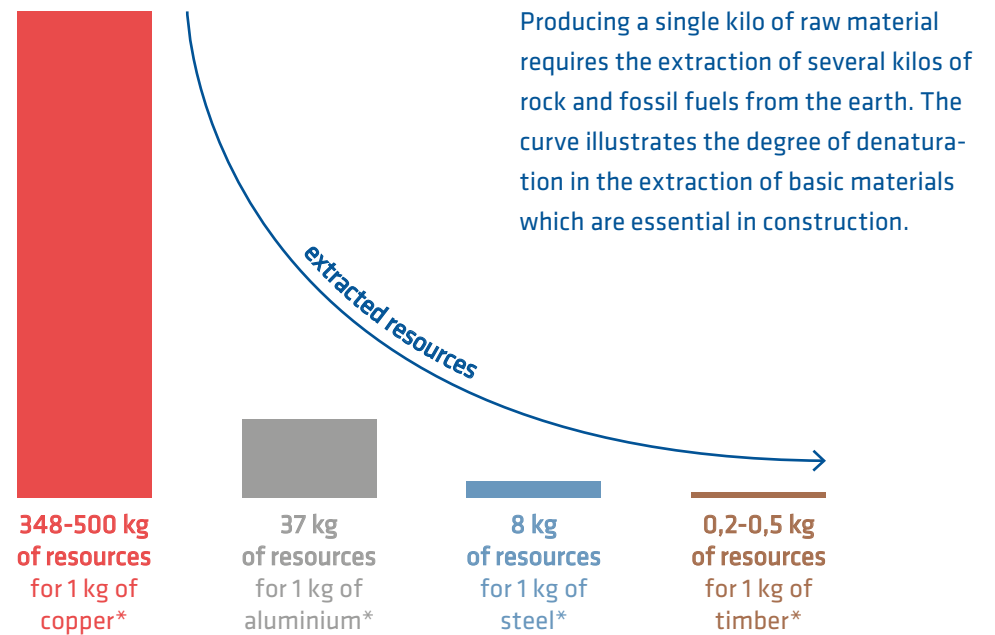 Producing a single kilo of raw material
requires the extraction of several kilos of
rock and fossil fuels from the earth. The
curve illustrates the degree of denatura-
tion in the extraction of basic materials
which are essential in construction.
extracted resources
348-500 kg
of resources
for 1 kg of
copper*
37 kg
of resources
for 1 kg of
aluminium*
8 kg
of resources
for 1 kg of
steel*
0,2-0,5 kg
of resources
for 1 kg of
timber*